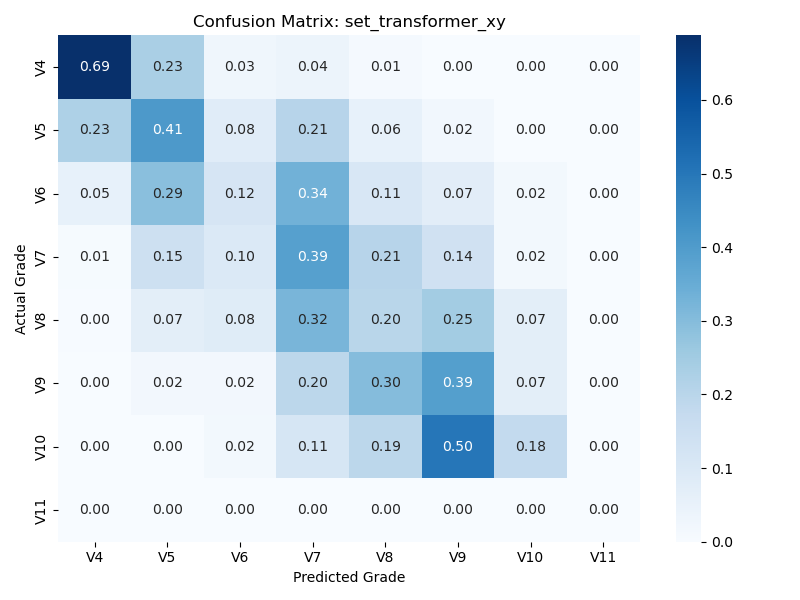 Confusion Matrix: set_transformer_xy
V4 0.69 0.23 0.03 0.04 0.01 0.00 0.00 0.00
V5 0.23 0.41 0.08 0.21 0.06 0.02 0.00 0.00
V6 0.05 0.29 0.12 0.34 0.11 0.07 0.02 0.00
V7 0.01 0.15 0.10 0.39 0.21 0.14 0.02 0.00
V8 0.00 0.07 0.08 0.32 0.20 0.25 0.07 0.00
V9 0.00 0.02 0.02 0.20 0.30 0.39 0.07 0.00
V10 0.00 0.00 0.02 0.11 0.19 0.50 0.18 0.00
V11 0.00 0.00 0.00 0.00 0.00 0.00 0.00 0.00
V4 V5 V6 V7 V8 V9 V10 V11
Predicted Grade
Actual Grade
0.6
0.5
0.4
0.3
0.2
0.1
0.0